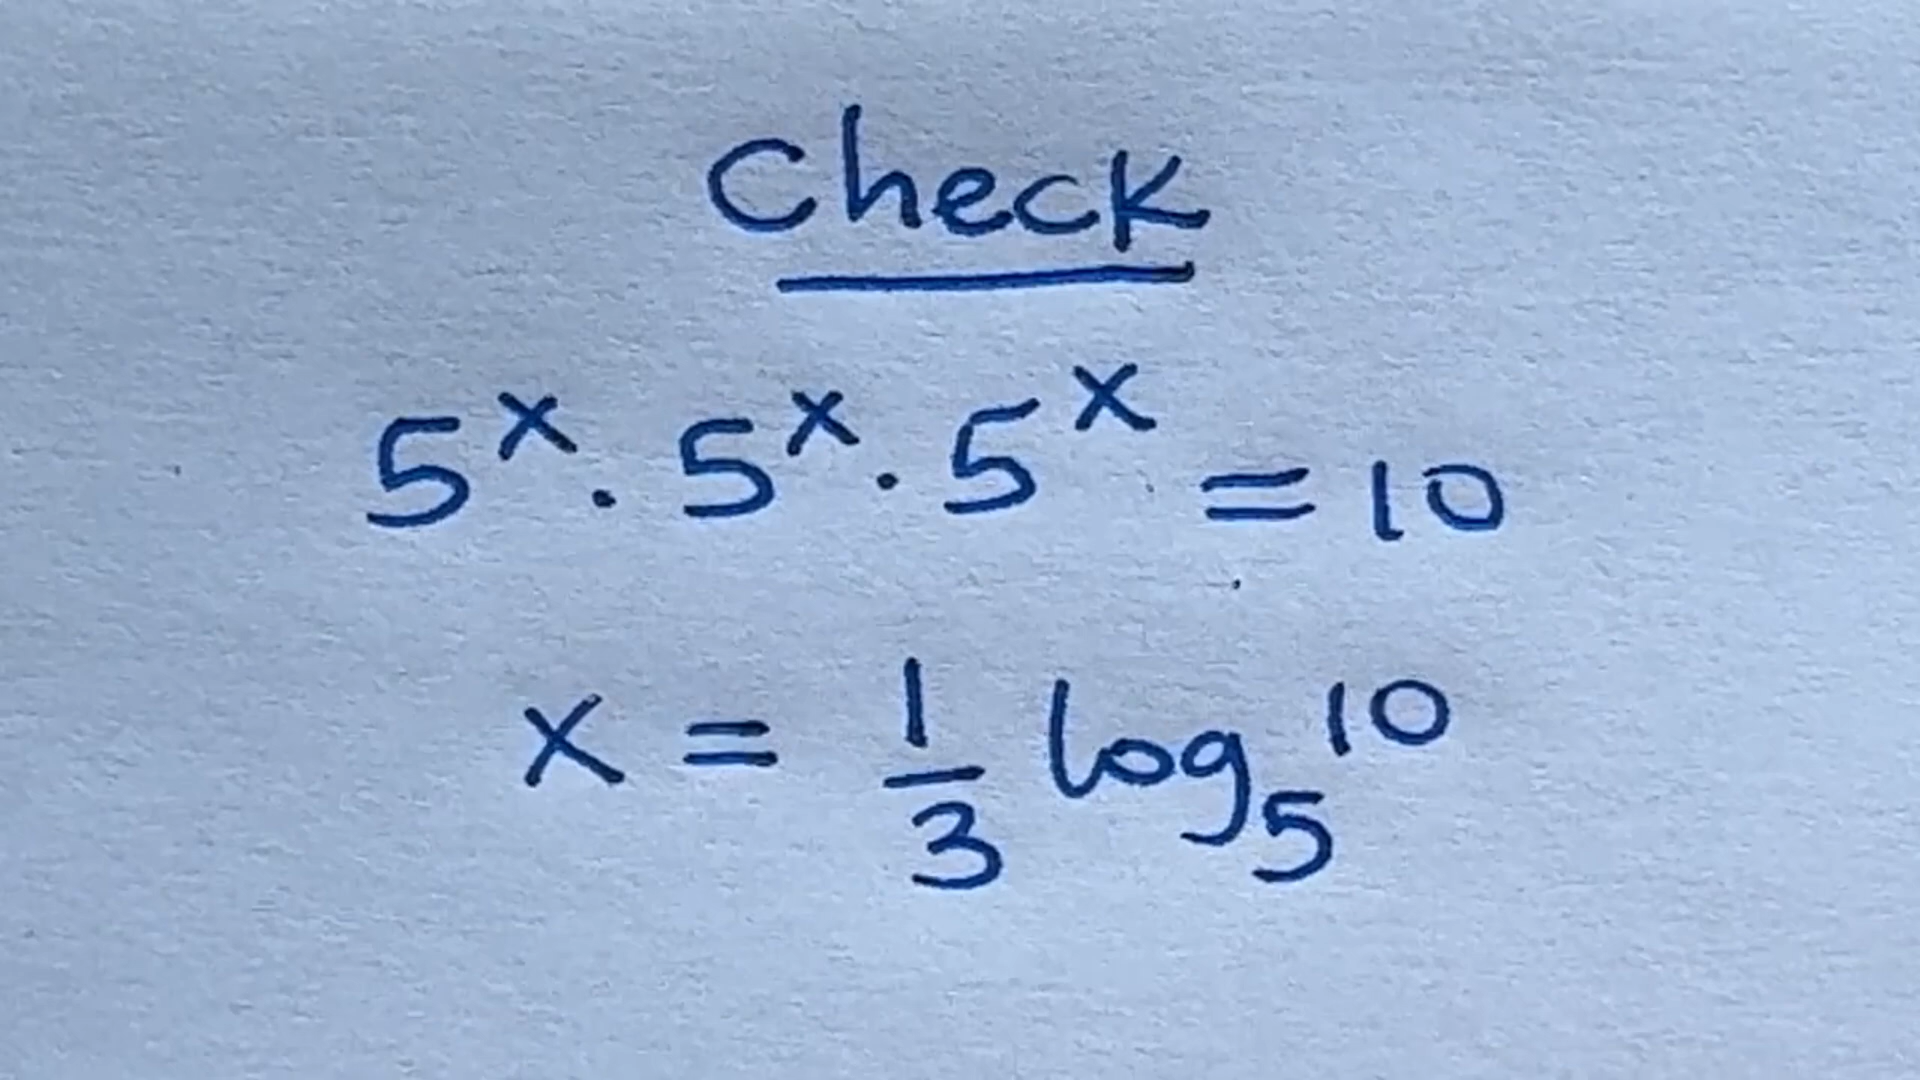 Check
5^x . 5^x . 5^x = 10
x = 1/3 log_5 10